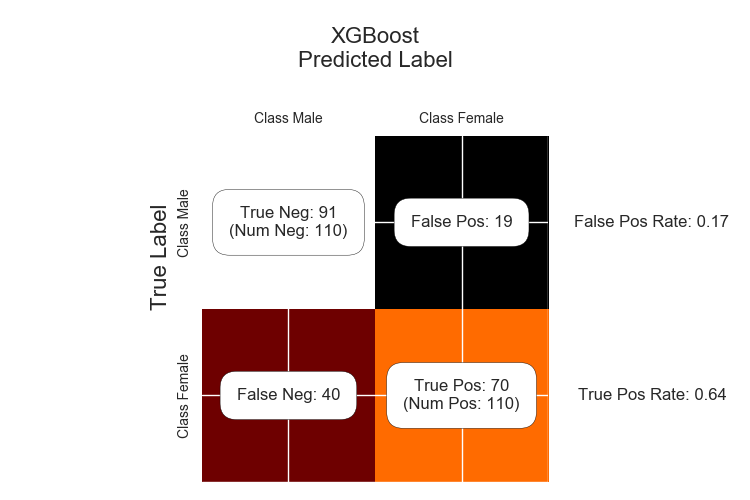 XGBoost
Predicted Label
Class Male
Class Female
True Label
Class Male
True Neg: 91
(Num Neg: 110)
False Pos: 19
False Pos Rate: 0.17
Class Female
False Neg: 40
True Pos: 70
(Num Pos: 110)
True Pos Rate: 0.64